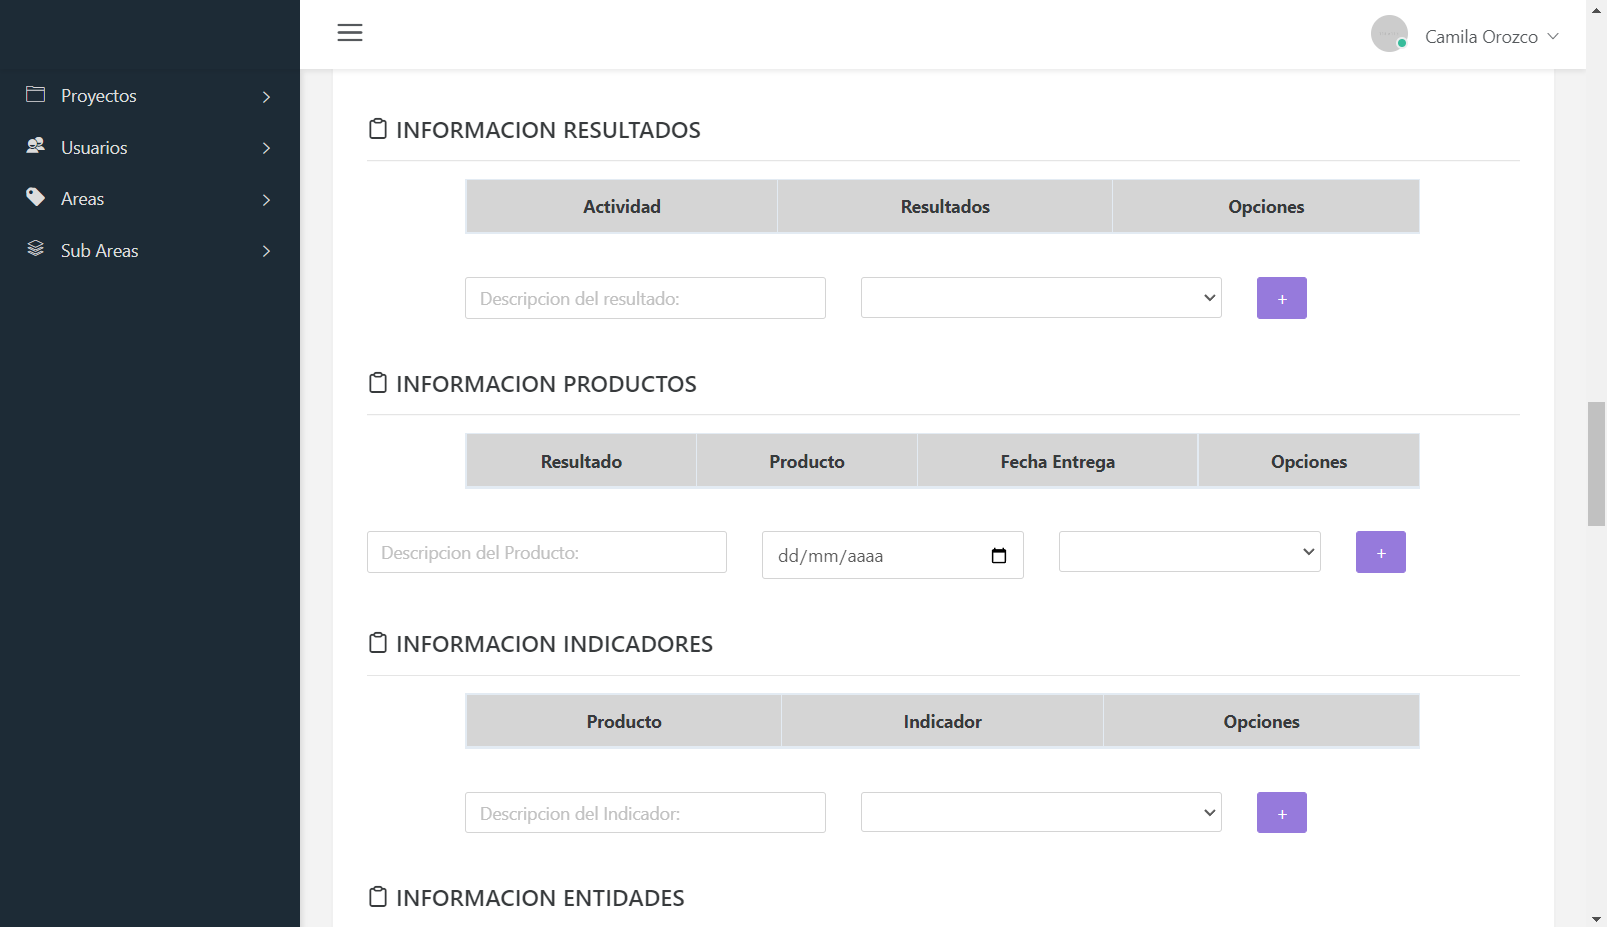 Camila Orozco
Proyectos
Usuarios
Areas
Sub Areas
INFORMACION RESULTADOS
Actividad Resultados Opciones
Descripcion del resultado: +
INFORMACION PRODUCTOS
Resultado Producto Fecha Entrega Opciones
Descripcion del Producto: dd/mm/aaaa +
INFORMACION INDICADORES
Producto Indicador Opciones
Descripcion del Indicador: +
INFORMACION ENTIDADES